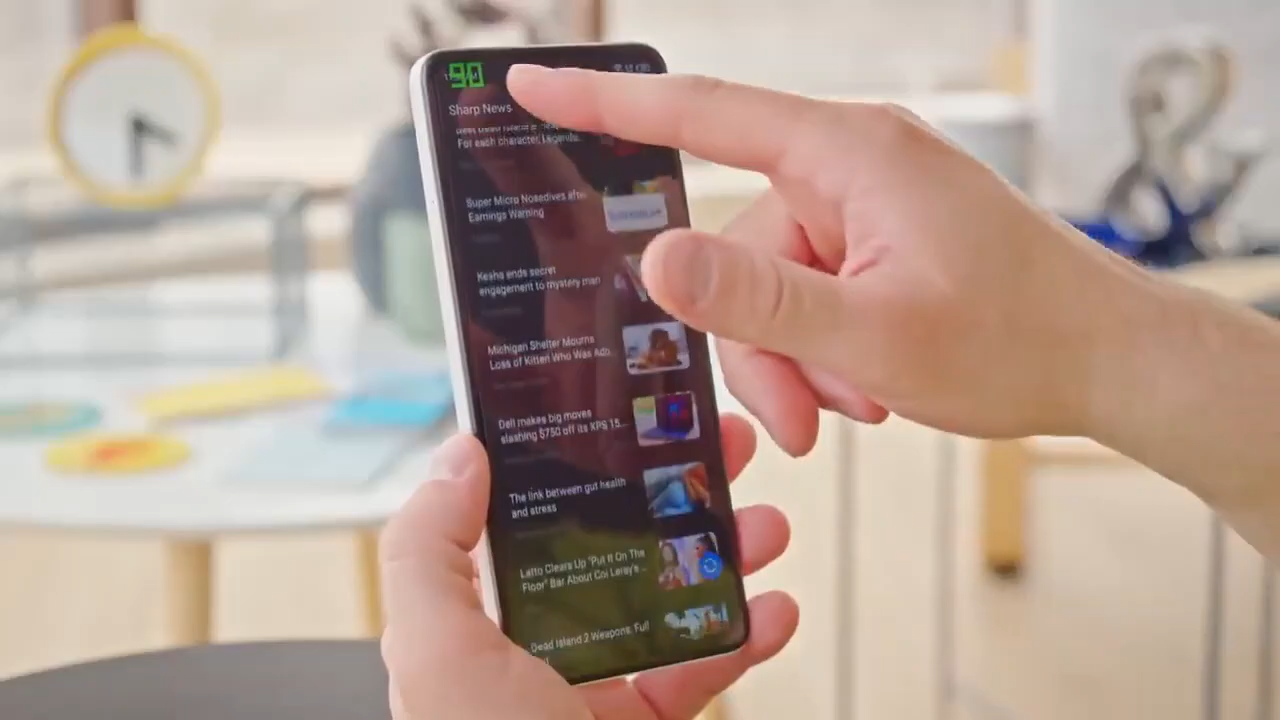 90
Sharp News
For each character, Legenda...
Super Micro Nosedives after
Earnings Warning
Kesha ends secret
engagement to mystery man
Michigan Shelter Mourns
Loss of Kitten Who Was Ado...
Dell makes big moves
slashing $750 off its XPS 15...
The link between gut health
and stress
Latto Clears Up "Put It On The
Floor" Bar About Coi Leray's...
Dead Island 2 Weapons: Full